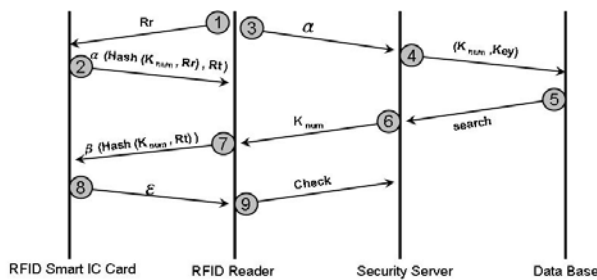 1 Rr
3 α
2 α (Hash (Knum, Rr), Rt)
4 (Knum, Key)
5
search
6 Knum
7
β (Hash (Knum, Rt))
8 ε
9 Check
RFID Smart IC Card RFID Reader Security Server Data Base